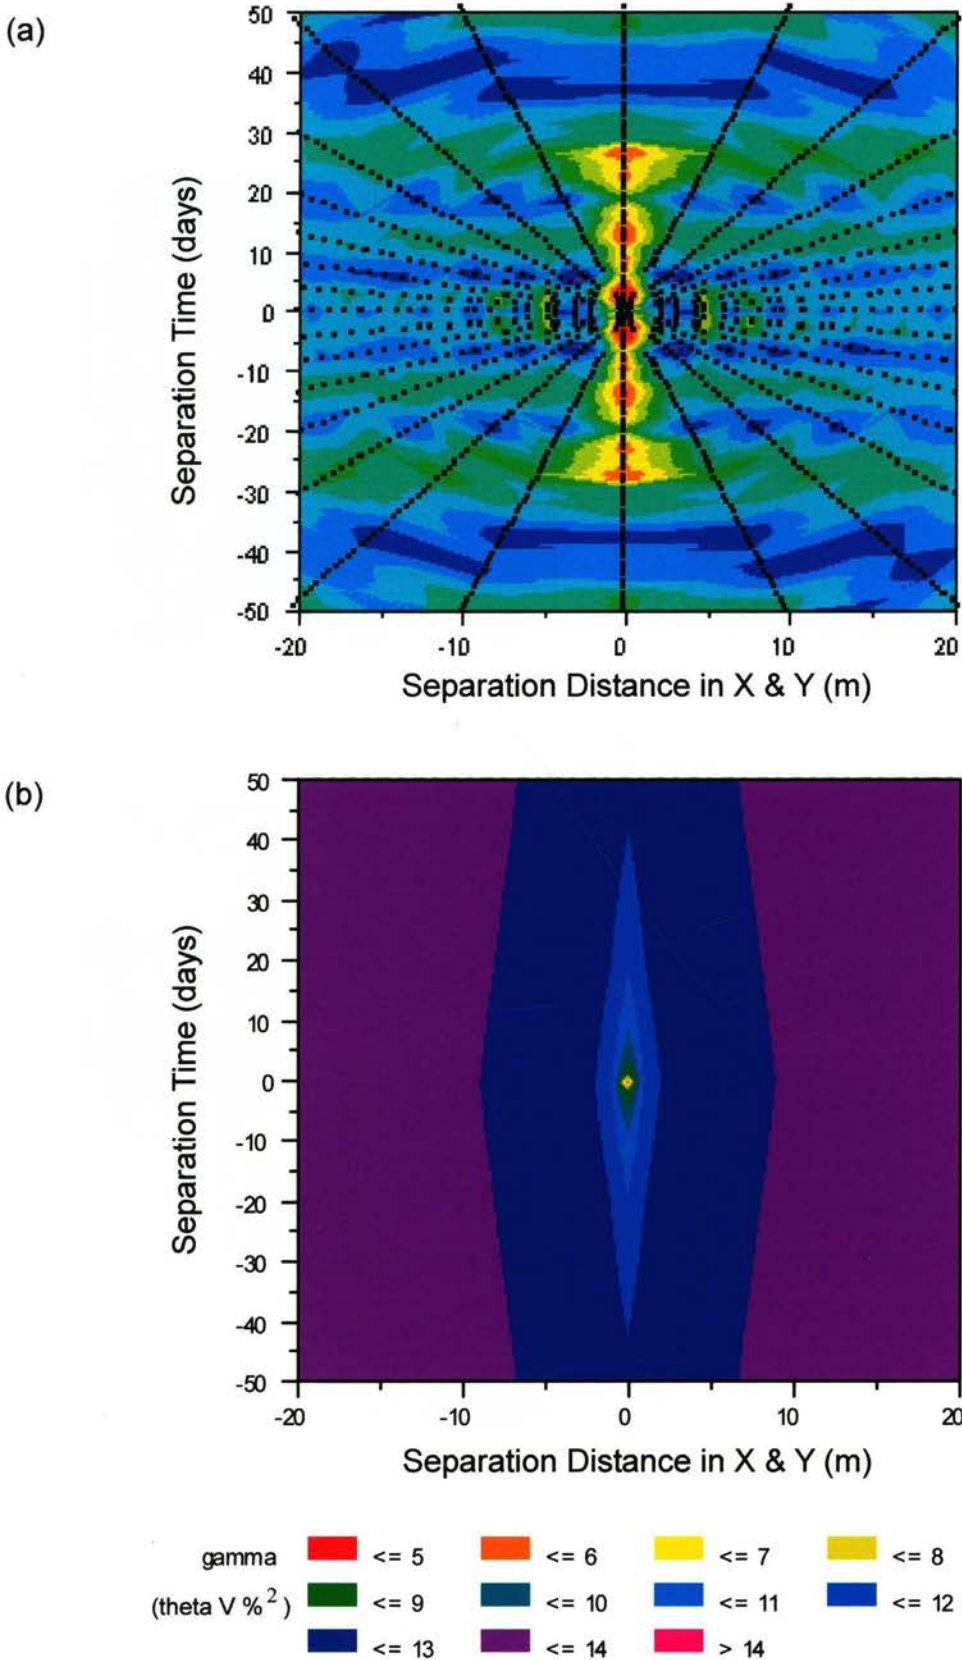 (a)
50
40
30
20
10
0
-10
-20
-30
-40
-50
Separation Time (days)
-20 -10 0 10 20
Separation Distance in X & Y (m)
(b)
50
40
30
20
10
0
-10
-20
-30
-40
-50
Separation Time (days)
-20 -10 0 10 20
Separation Distance in X & Y (m)
gamma <= 5 <= 6 <= 7 <= 8
(theta V %²) <= 9 <= 10 <= 11 <= 12
<= 13 <= 14 > 14